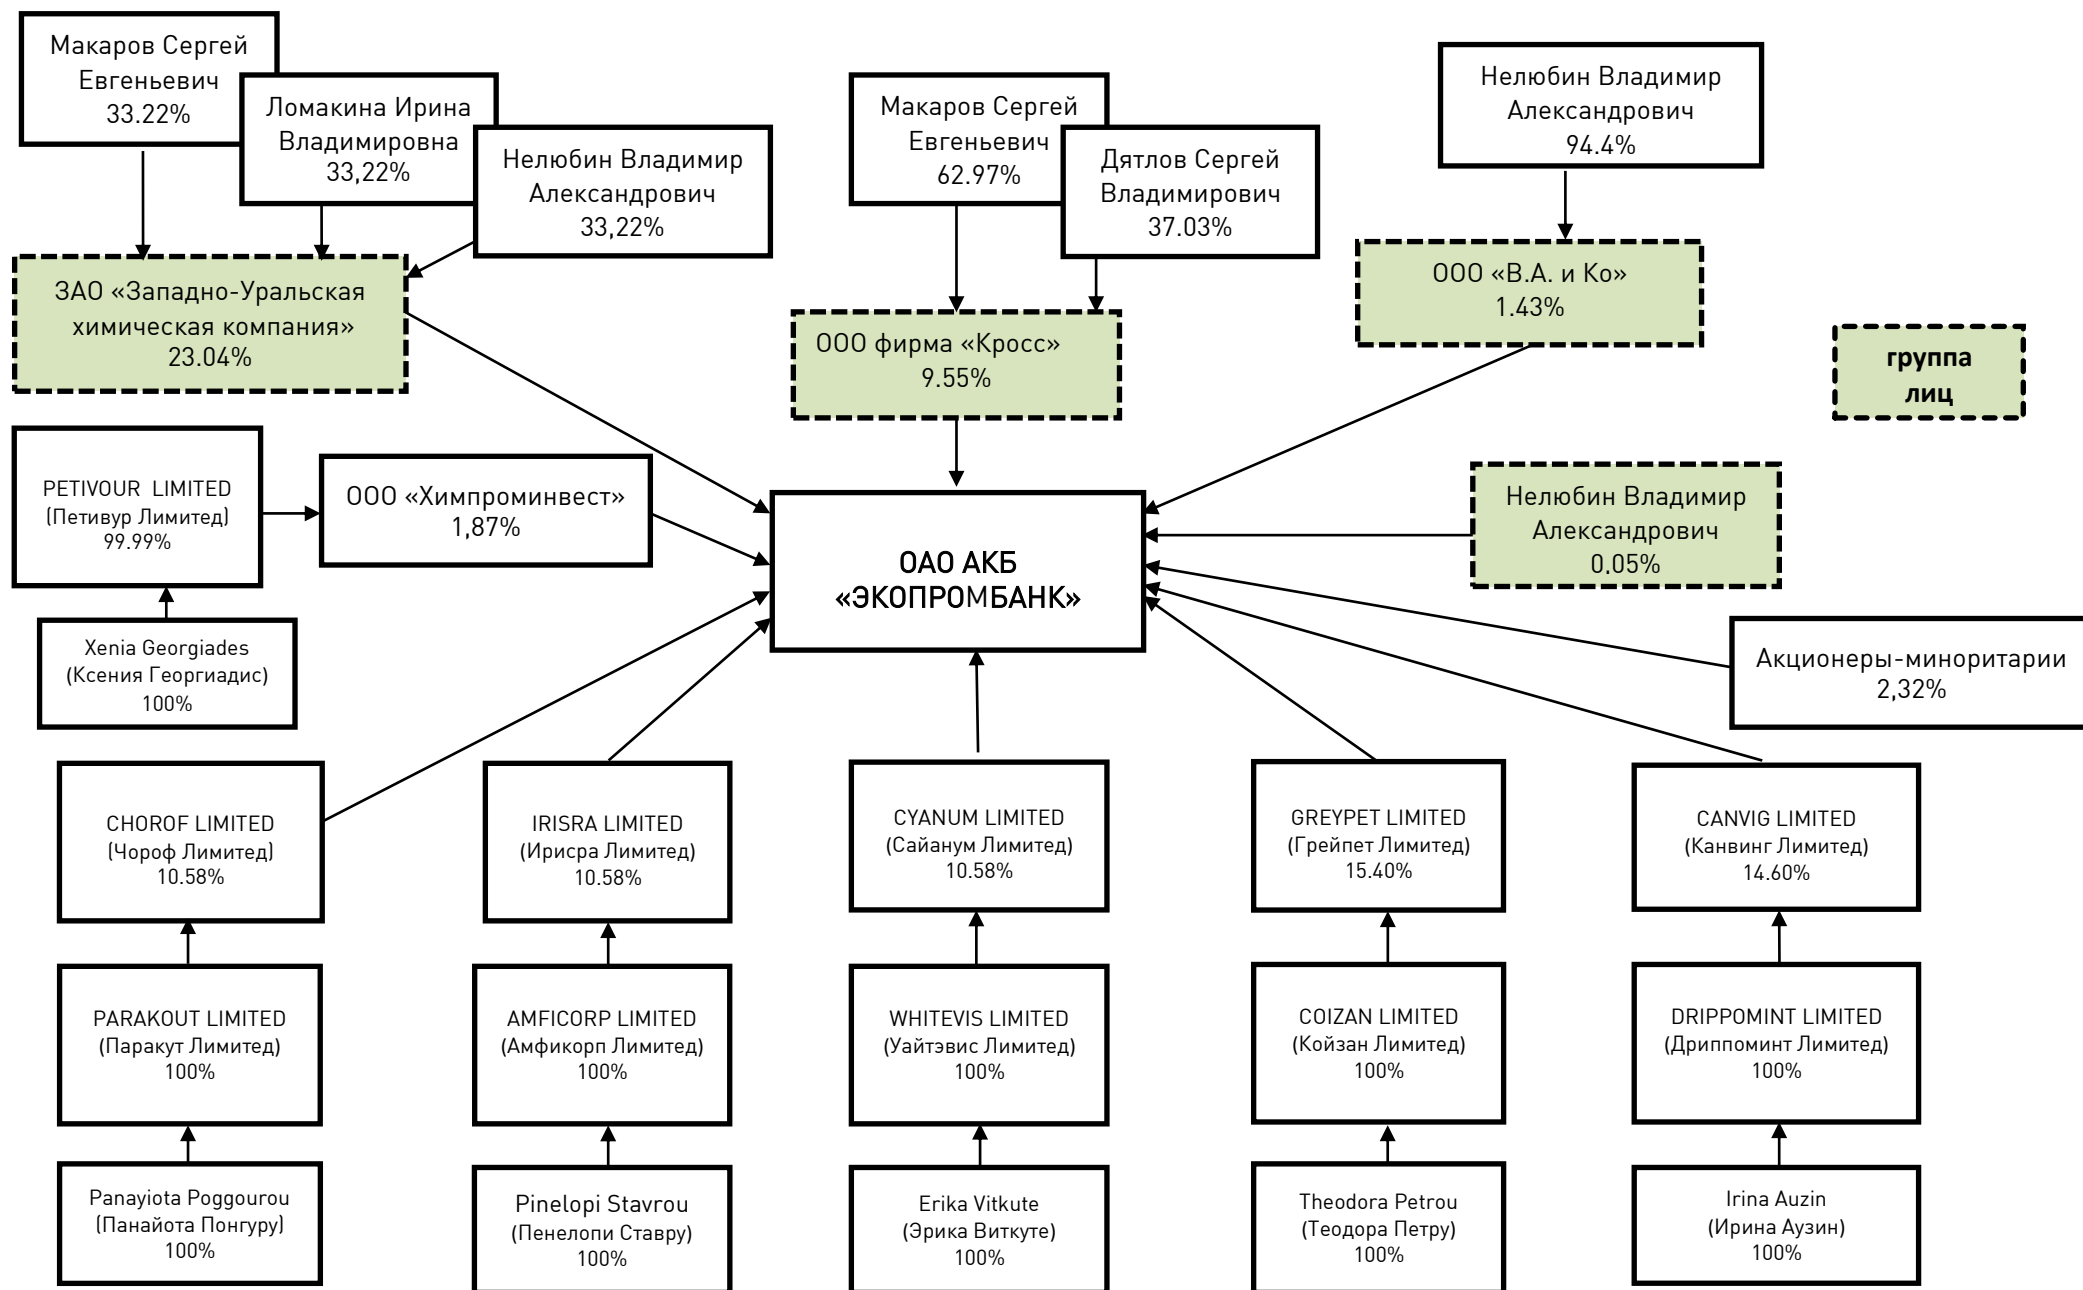 Макаров Сергей
Евгеньевич
33.22%
Ломакина Ирина
Владимировна
33,22%
Нелюбин Владимир
Александрович
33,22%
Макаров Сергей
Евгеньевич
62.97%
Дятлов Сергей
Владимирович
37.03%
Нелюбин Владимир
Александрович
94.4%
ЗАО «Западно-Уральская
химическая компания»
23.04%
ООО фирма «Кросс»
9.55%
ООО «В.А. и Ко»
1.43%
группа
лиц
PETIVOUR LIMITED
(Петивур Лимитед)
99.99%
ООО «Химпроминвест»
1,87%
ОАО АКБ
«ЭКОПРОМБАНК»
Нелюбин Владимир
Александрович
0,05%
Xenia Georgiades
(Ксения Георгиадис)
100%
Акционеры-миноритарии
2,32%
CHOROF LIMITED
(Чороф Лимитед)
10.58%
IRISRA LIMITED
(Ирисра Лимитед)
10.58%
CYANUM LIMITED
(Сайанум Лимитед)
10.58%
GREYPET LIMITED
(Грейпет Лимитед)
15.40%
CANVIG LIMITED
(Канвинг Лимитед)
14.60%
PARAKOUT LIMITED
(Паракут Лимитед)
100%
AMFICORP LIMITED
(Амфикорп Лимитед)
100%
WHITEVIS LIMITED
(Уайтэвис Лимитед)
100%
COIZAN LIMITED
(Койзан Лимитед)
100%
DRIPPOMINT LIMITED
(Дриппоминт Лимитед)
100%
Panayiota Poggourou
(Панайота Понгуру)
100%
Pinelopi Stavrou
(Пенелопи Ставру)
100%
Erika Vitkute
(Эрика Виткуте)
100%
Theodora Petrou
(Теодора Петру)
100%
Irina Auzin
(Ирина Аузин)
100%